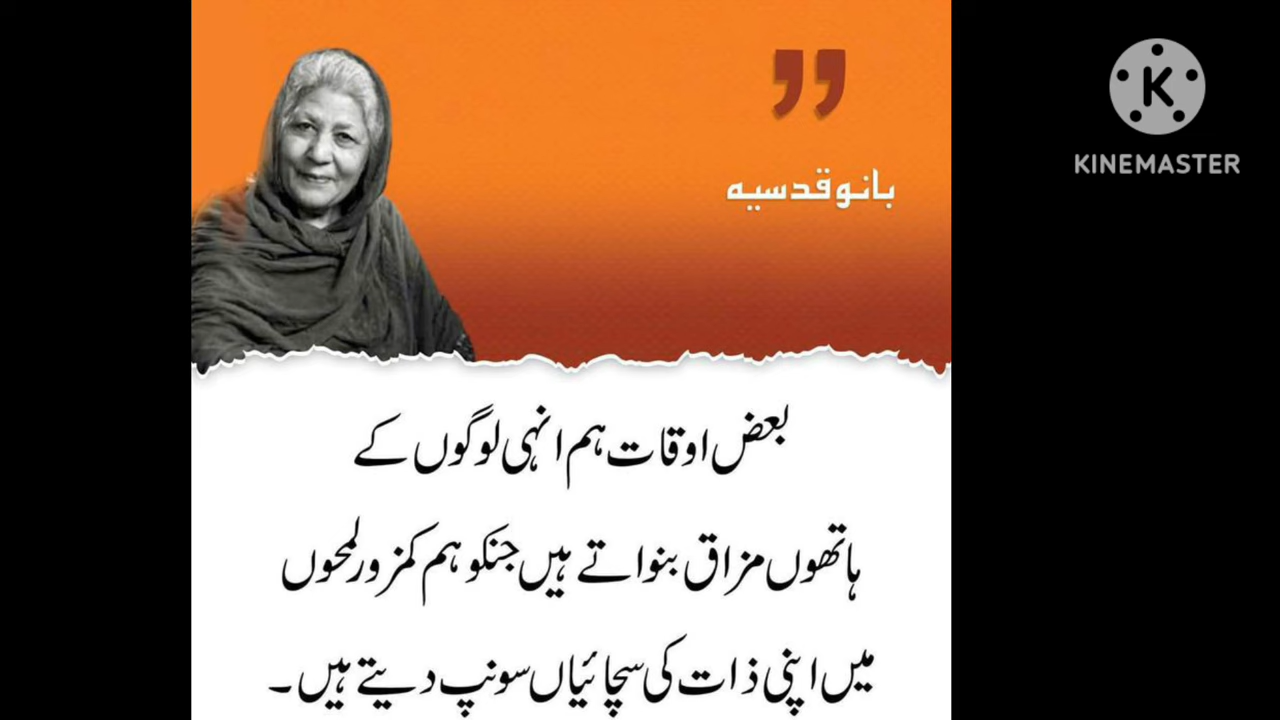 بانو قدسیہ
KINEMASTER
بعض اوقات ہم انہی لوگوں کے
ہاتھوں مزاق بنواتے ہیں جنکو ہم کمزور لمحوں
میں اپنی ذات کی سچائیاں سونپ دیتے ہیں۔